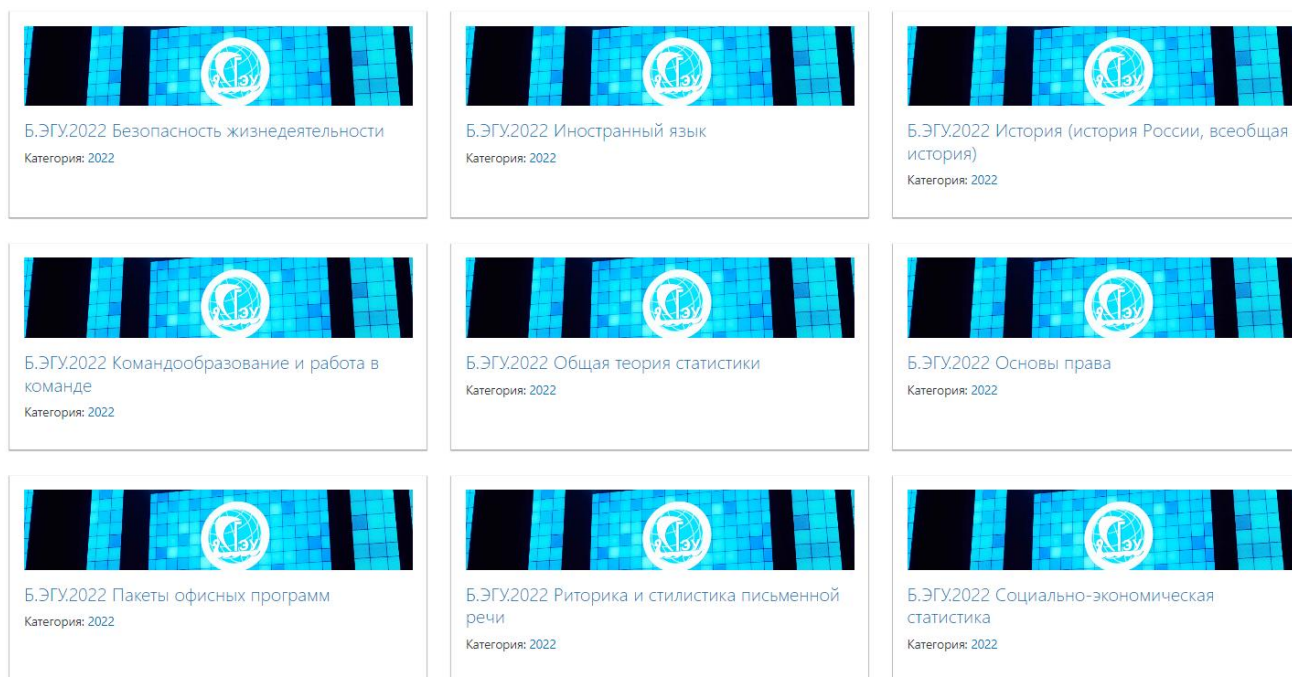 Б.ЭГУ.2022 Безопасность жизнедеятельности
Категория: 2022
Б.ЭГУ.2022 Иностранный язык
Категория: 2022
Б.ЭГУ.2022 История (история России, всеобщая
история)
Категория: 2022
Б.ЭГУ.2022 Командообразование и работа в
команде
Категория: 2022
Б.ЭГУ.2022 Общая теория статистики
Категория: 2022
Б.ЭГУ.2022 Основы права
Категория: 2022
Б.ЭГУ.2022 Пакеты офисных программ
Категория: 2022
Б.ЭГУ.2022 Риторика и стилистика письменной
речи
Категория: 2022
Б.ЭГУ.2022 Социально-экономическая
статистика
Категория: 2022